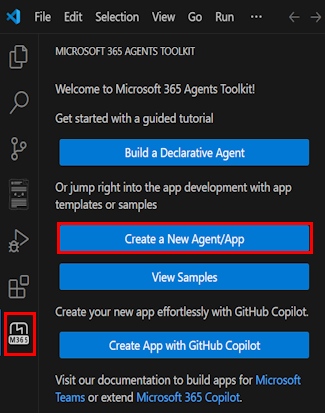 File Edit Selection View Go Run ···
MICROSOFT 365 AGENTS TOOLKIT
Welcome to Microsoft 365 Agents Toolkit!
Get started with a guided tutorial
Build a Declarative Agent
Or jump right into the app development with app
templates or samples
Create a New Agent/App
View Samples
M365
Create your new app effortlessly with GitHub Copilot.
Create App with GitHub Copilot
Visit our documentation to build apps for Microsoft
Teams or extend Microsoft 365 Copilot.